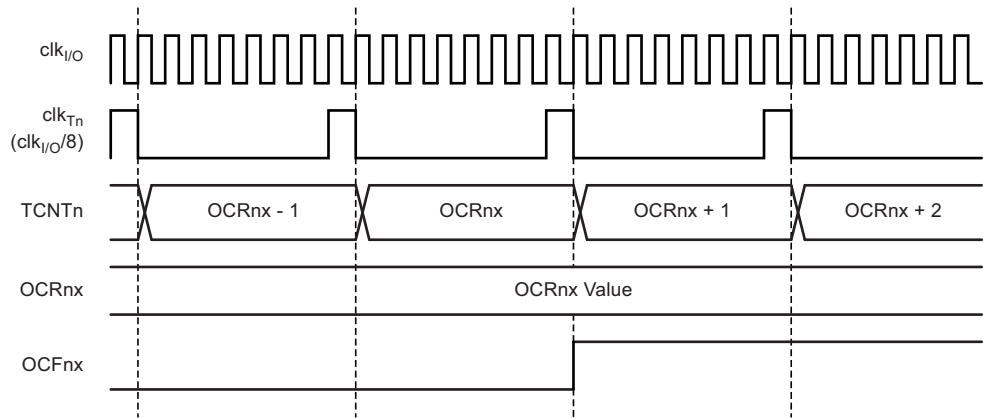 clkI/O
clkTn
(clkI/O/8)
TCNTn
OCRnx - 1
OCRnx
OCRnx + 1
OCRnx + 2
OCRnx
OCRnx Value
OCFnx